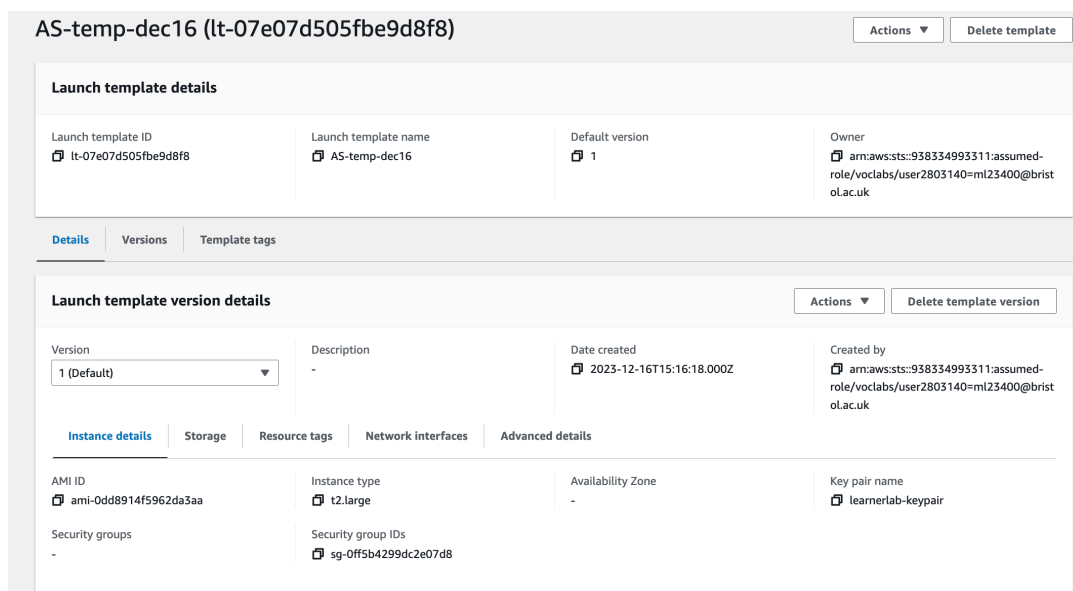 AS-temp-dec16 (lt-07e07d505fbe9d8f8)
Actions
Delete template
Launch template details
Launch template ID
lt-07e07d505fbe9d8f8
Launch template name
AS-temp-dec16
Default version
1
Owner
arn:aws:sts::938334993311:assumed-
role/voclabs/user2803140=ml23400@brist
ol.ac.uk
Details
Versions
Template tags
Launch template version details
Actions
Delete template version
Version
1 (Default)
Description
-
Date created
2023-12-16T15:16:18.000Z
Created by
arn:aws:sts::938334993311:assumed-
role/voclabs/user2803140=ml23400@brist
ol.ac.uk
Instance details
Storage
Resource tags
Network interfaces
Advanced details
AMI ID
ami-0dd8914f5962da3aa
Instance type
t2.large
Availability Zone
-
Key pair name
learnerlab-keypair
Security groups
-
Security group IDs
sg-0ff5b4299dc2e07d8